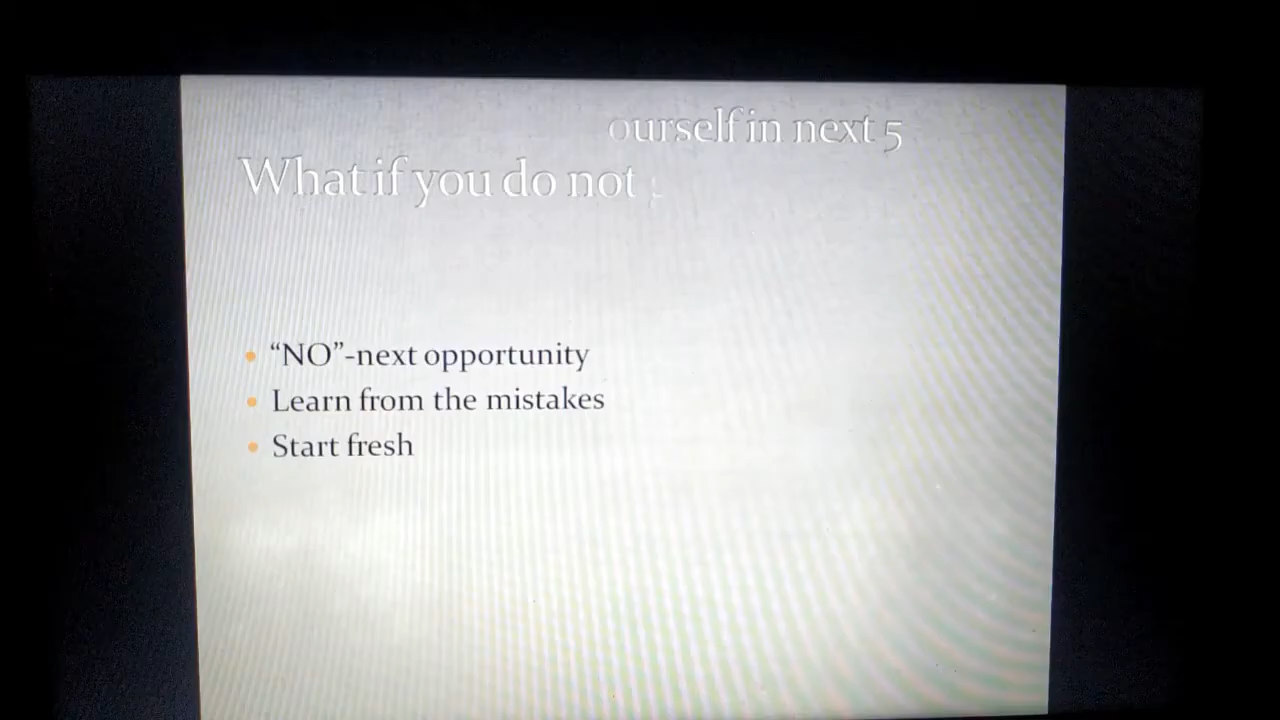 ourself in next 5
What if you do not
• “NO”-next opportunity
• Learn from the mistakes
• Start fresh